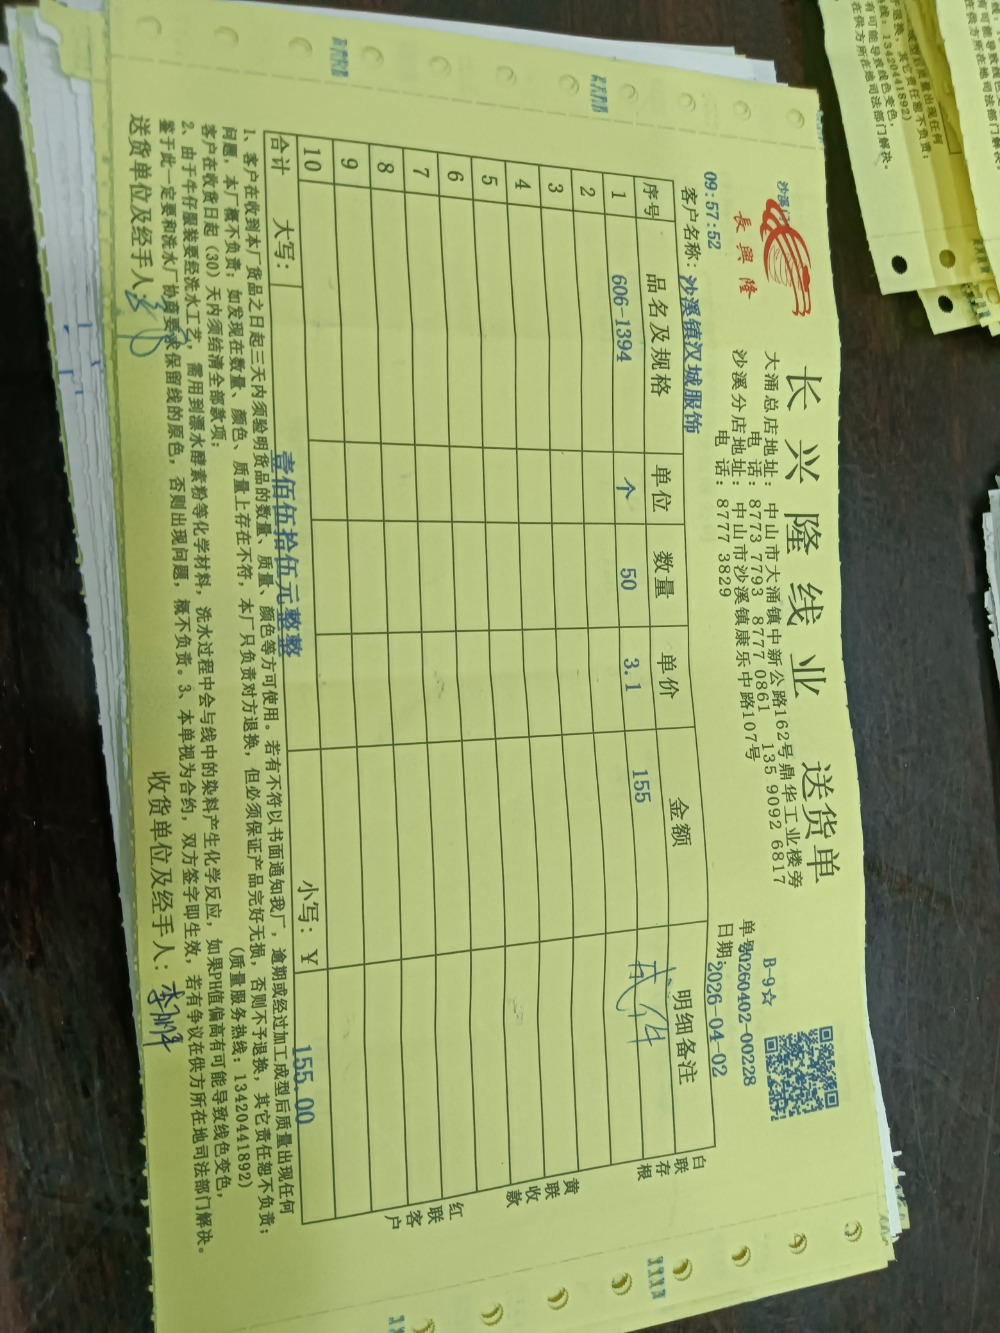 长兴隆线业 送货单
長興隆
大涌总店地址：中山市大涌镇中新公路162号鼎华工业楼旁
电话：8773 7793 8777 0861 135 9092 6817
沙溪分店地址：中山市沙溪镇康乐中路107号
电话：8777 3829
沙溪门
B-9☆
单号20260402-00228
日期：2026-04-02
09:57:52
客户名称：沙溪镇汉城服饰
序号 品名及规格 单位 数量 单价 金额 明细备注
1 606-1394 个 50 3.1 155
2
3
4
5
6
7
8
9
10
合计 大写：壹佰伍拾伍元整整 小写：￥ 155.00
白联存根
黄联收款
红联客户
1、客户在收到本厂货品之日起三天内须验明货品的数量、质量、颜色等方可使用。若有不符以书面通知我厂，逾期或经过加工成型后质量出现任何
问题，本厂概不负责；如发现在数量、颜色、质量上存在不符，本厂只负责对方退换，但必须保证产品完好无损，否则不予退换，其它责任恕不负责；
客户在收货日起（30）天内须结清全部款项； (质量服务热线：13420441892)
2、由于牛仔服装要经洗水工艺，需用到漂水酵素粉等化学材料，洗水过程中会与线中的染料产生化学反应，如果PH值偏高有可能导致线色变色，
鉴于此一定要和洗水厂协商要求保留线的原色，否则出现问题，概不负责。3、本单视为合约，双方签字即生效，若有争议在供方所在地司法部门解决。
送货单位及经手人： 收货单位及经手人：